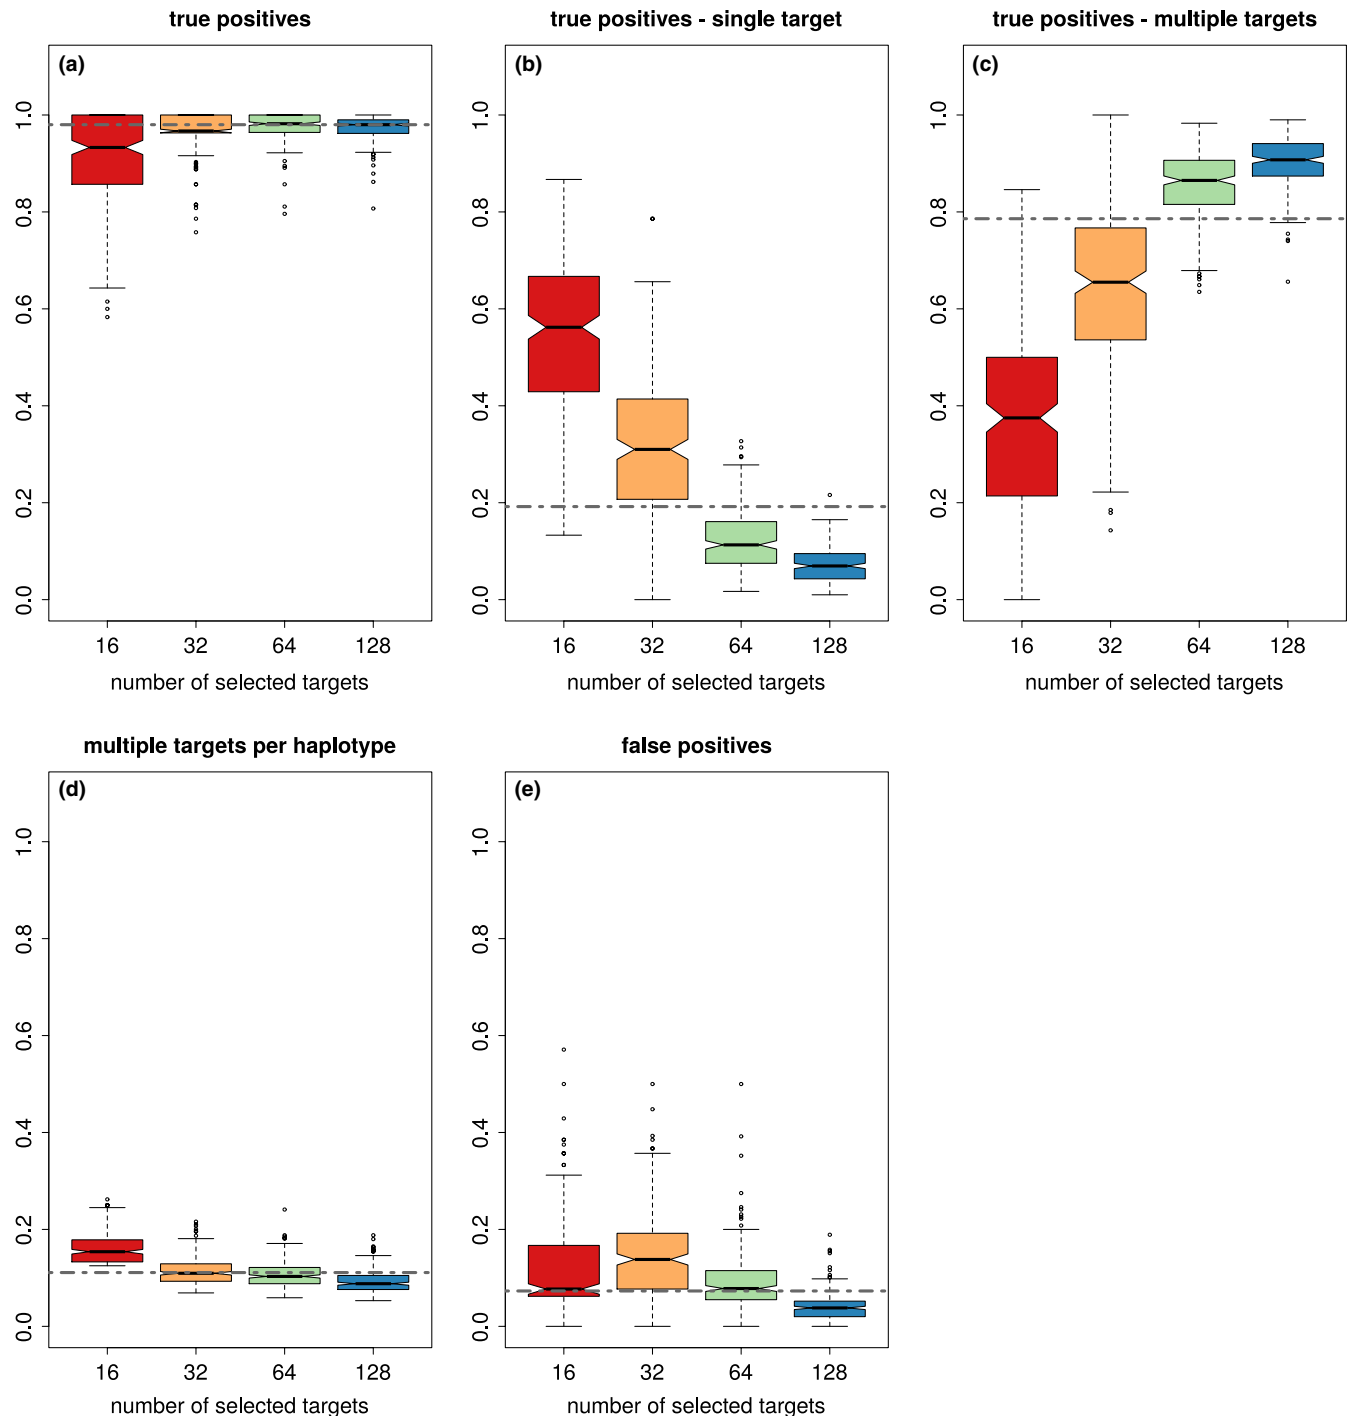 true positives
true positives - single target
true positives - multiple targets
(a)
0.0 0.2 0.4 0.6 0.8 1.0
16 32 64 128
number of selected targets
(b)
0.0 0.2 0.4 0.6 0.8 1.0
16 32 64 128
number of selected targets
(c)
0.0 0.2 0.4 0.6 0.8 1.0
16 32 64 128
number of selected targets
multiple targets per haplotype
false positives
(d)
0.0 0.2 0.4 0.6 0.8 1.0
16 32 64 128
number of selected targets
(e)
0.0 0.2 0.4 0.6 0.8 1.0
16 32 64 128
number of selected targets